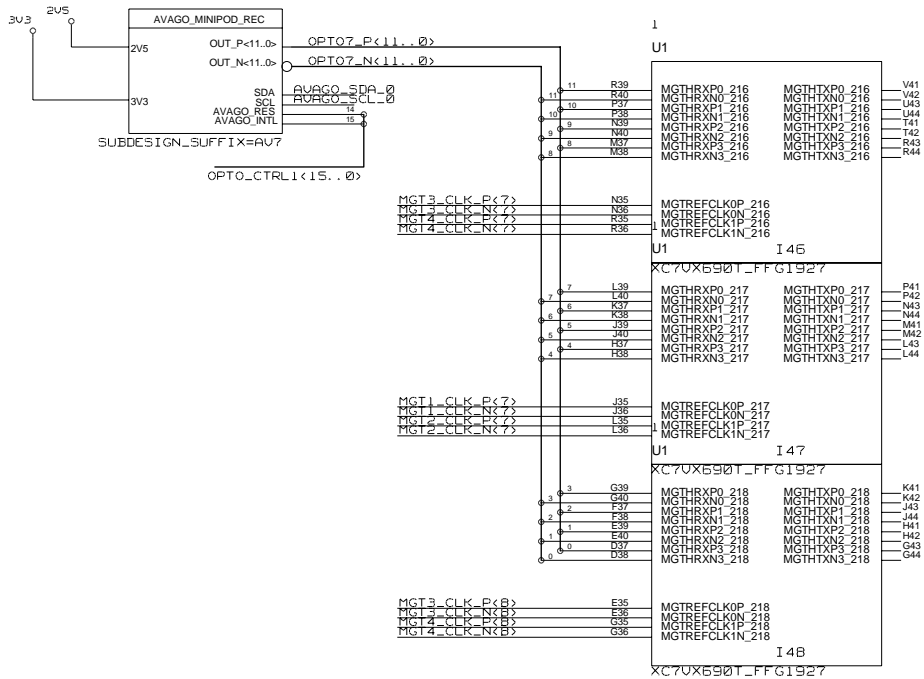 3V3
2V5
AVAGO_MINIPOD_REC
2V5
3V3
OUT_P<11..0>
OUT_N<11..0>
SDA
SCL
AVAGO_RES
AVAGO_INTL
OPTO7_P<11..0>
OPTO7_N<11..0>
AVAGO_SDA_0
AVAGO_SCL_0
14
15
SUBDESIGN_SUFFIX=AV7
OPTO_CTRL1<15..0>
1
U1
11 R39 MGTHRXP0_216 MGTHTXP0_216 V41
11 R40 MGTHRXN0_216 MGTHTXN0_216 V42
10 P37 MGTHRXP1_216 MGTHTXP1_216 U43
10 P38 MGTHRXN1_216 MGTHTXN1_216 U44
9 N39 MGTHRXP2_216 MGTHTXP2_216 T41
9 N40 MGTHRXN2_216 MGTHTXN2_216 T42
8 M37 MGTHRXP3_216 MGTHTXP3_216 R43
8 M38 MGTHRXN3_216 MGTHTXN3_216 R44
MGT3_CLK_P<7> N35 MGTREFCLK0P_216
MGT3_CLK_N<7> N36 MGTREFCLK0N_216
MGT4_CLK_P<7> R35 MGTREFCLK1P_216
MGT4_CLK_N<7> R36 MGTREFCLK1N_216
1
U1 I46
XC7VX690T_FFG1927
7 L39 MGTHRXP0_217 MGTHTXP0_217 P41
7 L40 MGTHRXN0_217 MGTHTXN0_217 P42
6 K37 MGTHRXP1_217 MGTHTXP1_217 N43
6 K38 MGTHRXN1_217 MGTHTXN1_217 N44
5 J39 MGTHRXP2_217 MGTHTXP2_217 M41
5 J40 MGTHRXN2_217 MGTHTXN2_217 M42
4 H37 MGTHRXP3_217 MGTHTXP3_217 L43
4 H38 MGTHRXN3_217 MGTHTXN3_217 L44
MGT1_CLK_P<7> J35 MGTREFCLK0P_217
MGT1_CLK_N<7> J36 MGTREFCLK0N_217
MGT2_CLK_P<7> L35 MGTREFCLK1P_217
MGT2_CLK_N<7> L36 MGTREFCLK1N_217
1
U1 I47
XC7VX690T_FFG1927
3 G39 MGTHRXP0_218 MGTHTXP0_218 K41
3 G40 MGTHRXN0_218 MGTHTXN0_218 K42
2 F37 MGTHRXP1_218 MGTHTXP1_218 J43
2 F38 MGTHRXN1_218 MGTHTXN1_218 J44
1 E39 MGTHRXP2_218 MGTHTXP2_218 H41
1 E40 MGTHRXN2_218 MGTHTXN2_218 H42
0 D37 MGTHRXP3_218 MGTHTXP3_218 G43
0 D38 MGTHRXN3_218 MGTHTXN3_218 G44
MGT3_CLK_P<8> E35 MGTREFCLK0P_218
MGT3_CLK_N<8> E36 MGTREFCLK0N_218
MGT4_CLK_P<8> G35 MGTREFCLK1P_218
MGT4_CLK_N<8> G36 MGTREFCLK1N_218
I48
XC7VX690T_FFG1927